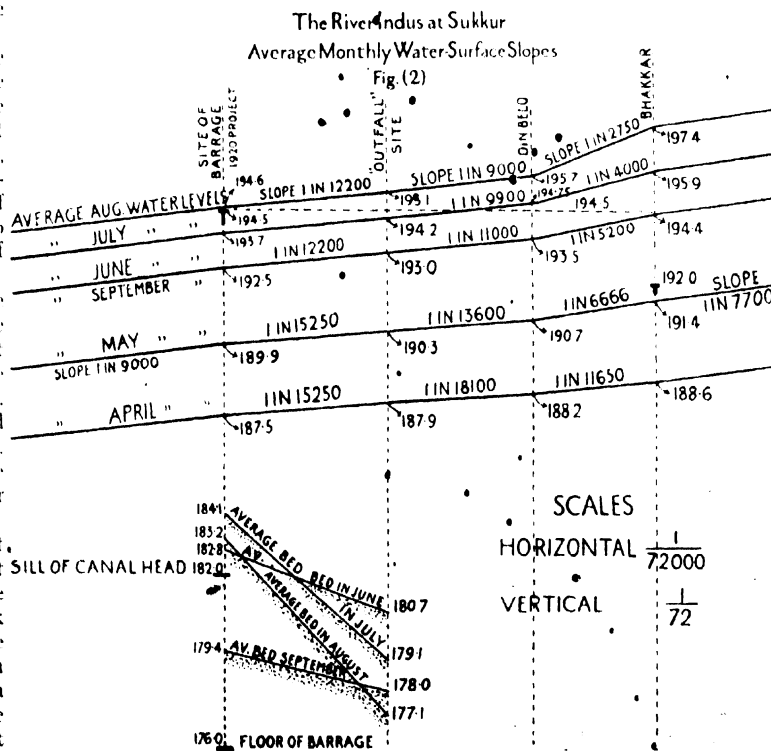 The River Indus at Sukkur
Average Monthly Water-Surface Slopes
Fig. (2)
SITE OF BARRAGE
1920 PROJECT
"OUTFALL" SITE
DIN BELO
BHAKKAR
AVERAGE AUG. WATER LEVELS 194.6 SLOPE 1 IN 12200 195.1 SLOPE 1 IN 9000 195.7 SLOPE 1 IN 2750 197.4
" JULY " " 194.5 194.2 1 IN 9900 194.75 1 IN 4000 195.9
194.5
" JUNE " " 193.7 1 IN 12200 193.0 1 IN 11000 193.5 1 IN 5200 194.4
" SEPTEMBER " 192.5
192.0
" MAY " " 189.9 1 IN 15250 190.3 1 IN 13600 190.7 1 IN 6666 191.4 SLOPE 1 IN 7700
SLOPE 1 IN 9000
" APRIL " " 187.5 1 IN 15250 187.9 1 IN 18100 188.2 1 IN 11650 188.6
184.1 AVERAGE BED IN JULY 179.1
183.2 AVERAGE BED IN AUGUST 177.1
182.8 AV. BED IN JUNE 180.7
SILL OF CANAL HEAD 182.0
179.4 AV. BED SEPTEMBER 178.0
176.0 FLOOR OF BARRAGE
SCALES
HORIZONTAL 1/72000
VERTICAL 1/72